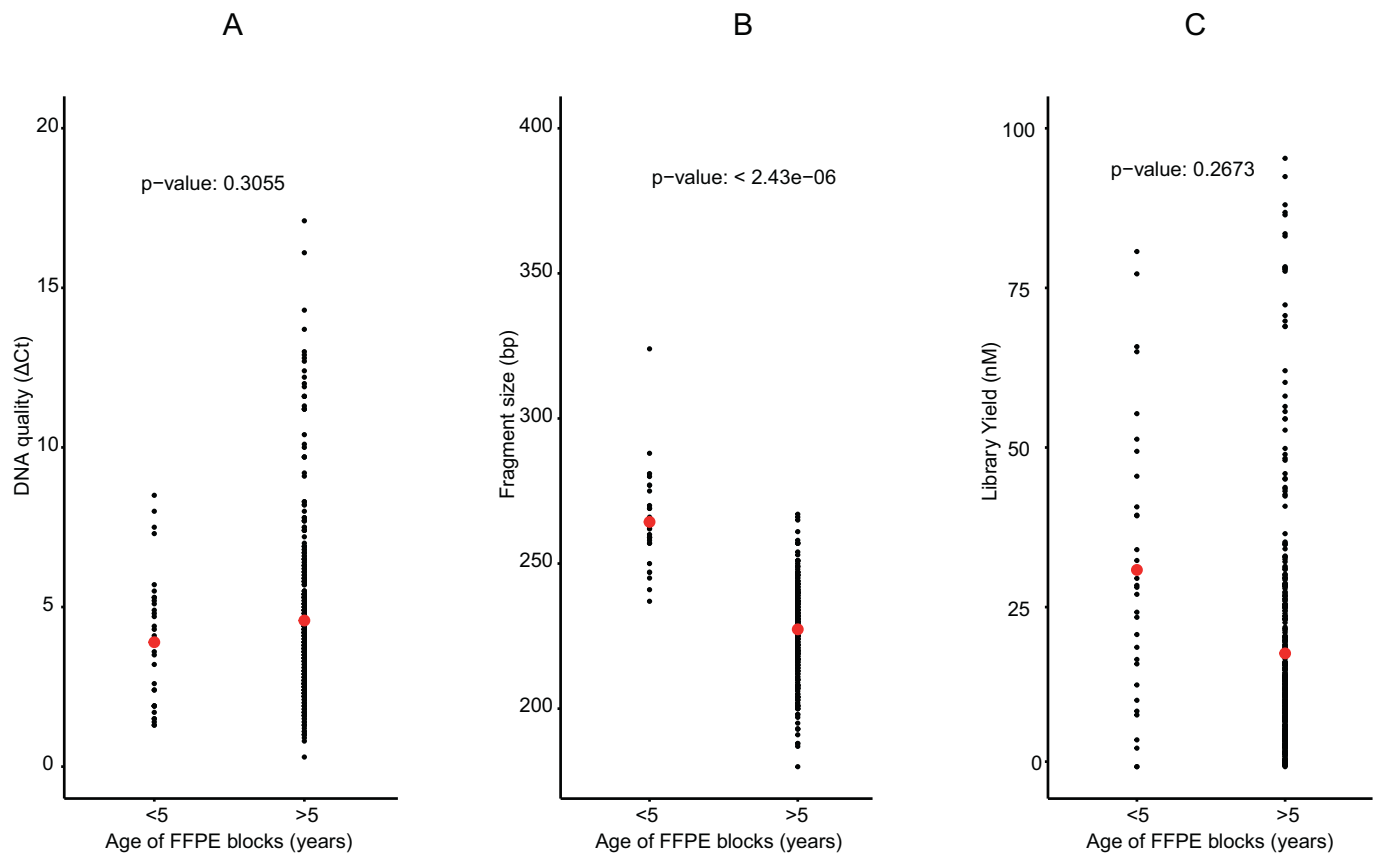 A
B
C
20
15
10
5
0
DNA quality (ΔCt)
p−value: 0.3055
<5
>5
Age of FFPE blocks (years)
400
350
300
250
200
Fragment size (bp)
p−value: < 2.43e−06
<5
>5
Age of FFPE blocks (years)
100
75
50
25
0
Library Yield (nM)
p−value: 0.2673
<5
>5
Age of FFPE blocks (years)